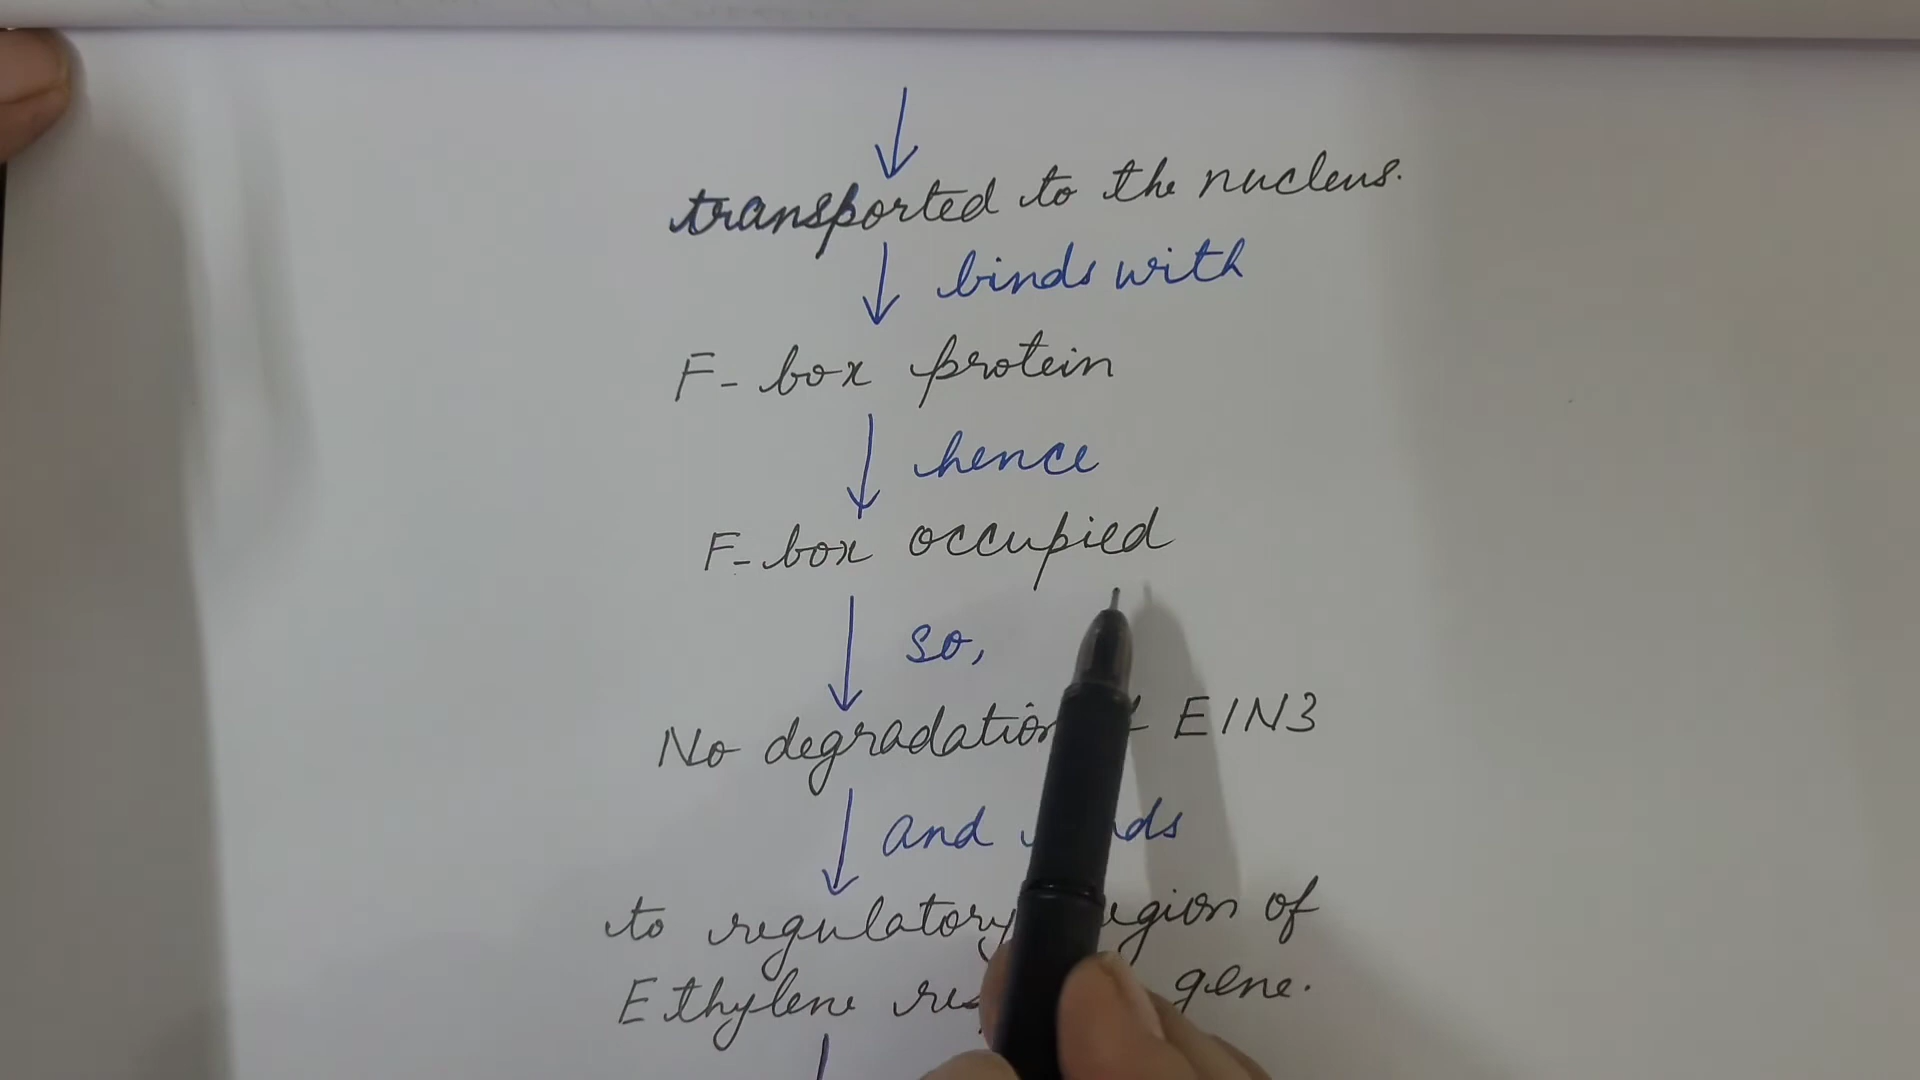 transported to the nucleus.
binds with
F-box protein
hence
F-box occupied
so,
No degradation EIN3
and
to regulatory region of
Ethylene gene.